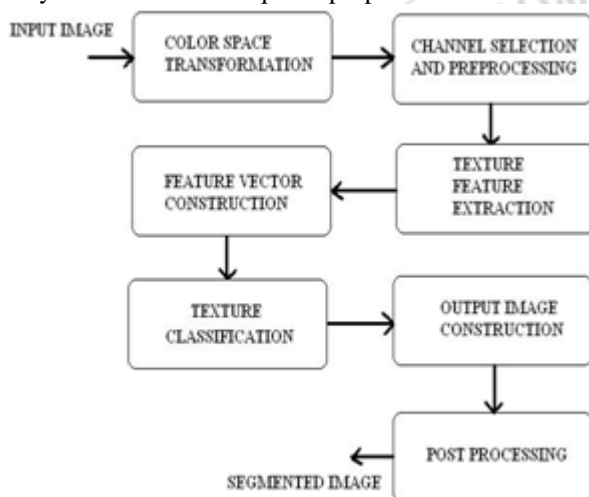 INPUT IMAGE
COLOR SPACE
TRANSFORMATION
CHANNEL SELECTION
AND PREPROCESSING
TEXTURE
FEATURE
EXTRACTION
FEATURE VECTOR
CONSTRUCTION
TEXTURE
CLASSIFICATION
OUTPUT IMAGE
CONSTRUCTION
POST PROCESSING
SEGMENTED IMAGE